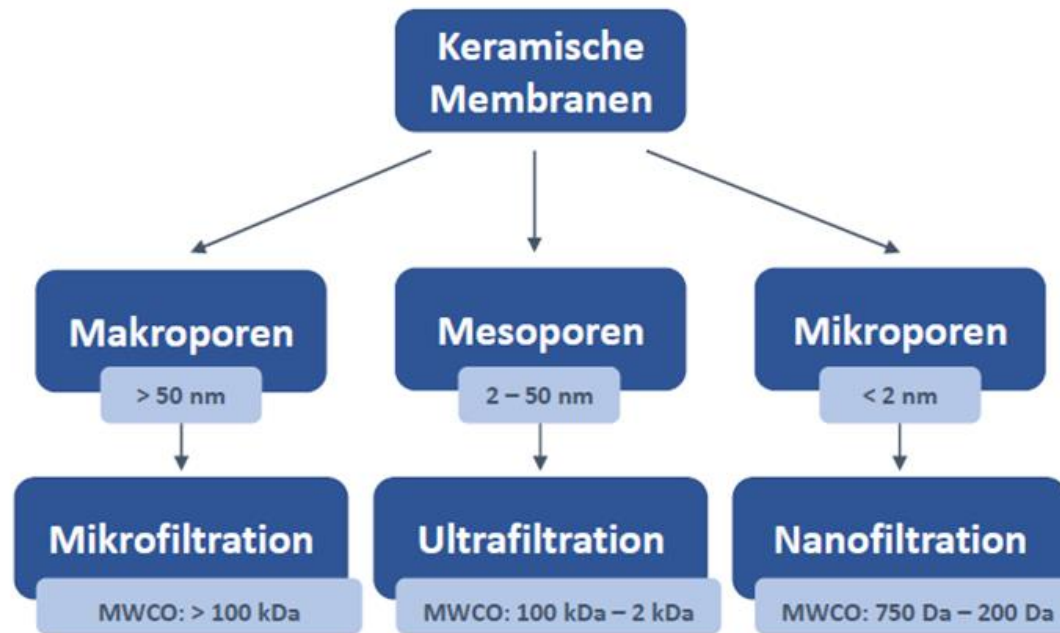 Keramische
Membranen
Makroporen
> 50 nm
Mesoporen
2 – 50 nm
Mikroporen
< 2 nm
Mikrofiltration
MWCO: > 100 kDa
Ultrafiltration
MWCO: 100 kDa – 2 kDa
Nanofiltration
MWCO: 750 Da – 200 Da